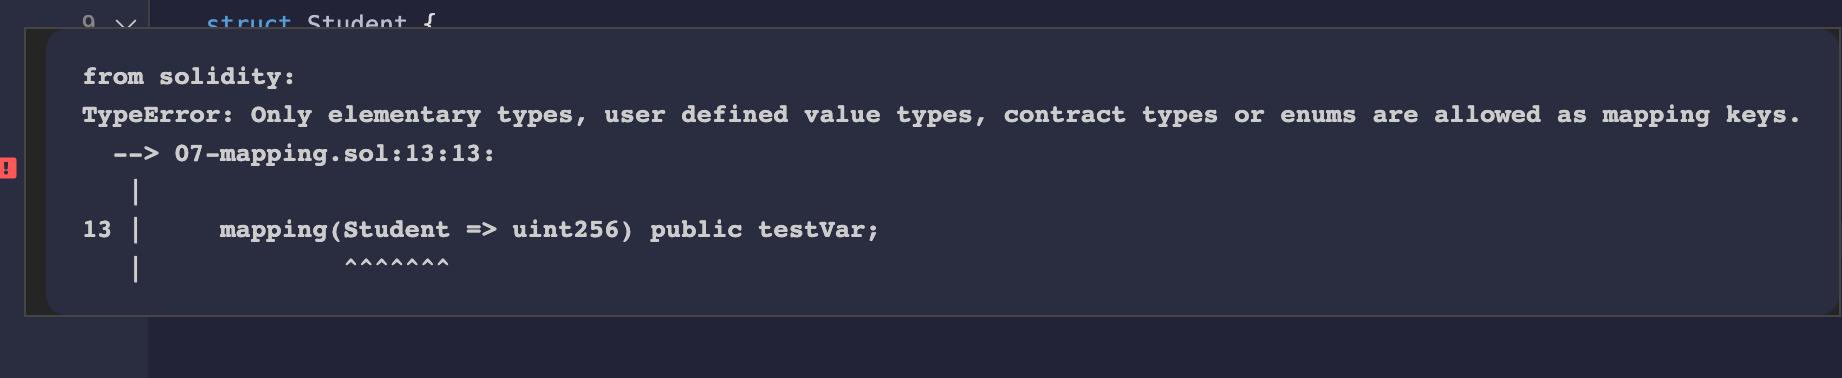 9 struct Student {
from solidity:
TypeError: Only elementary types, user defined value types, contract types or enums are allowed as mapping keys.
--> 07-mapping.sol:13:13:
|
13 | mapping(Student => uint256) public testVar;
| ^^^^^^^
!